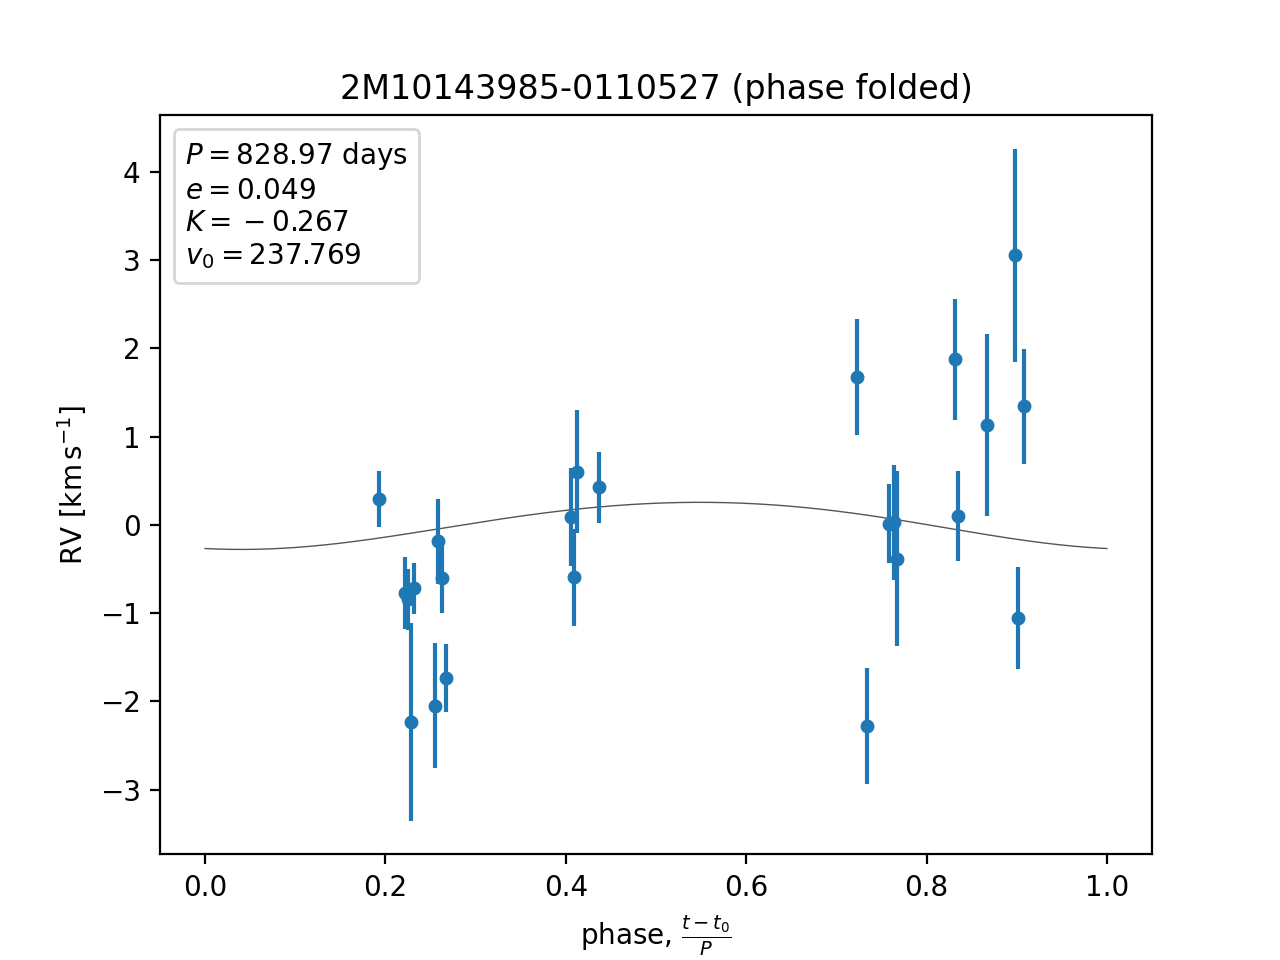 2M10143985-0110527 (phase folded)
P = 828.97 days
e = 0.049
K = − 0.267
v₀ = 237.769
4
3
2
1
0
−1
−2
−3
RV [km s⁻¹]
0.0 0.2 0.4 0.6 0.8 1.0
phase, (t − t₀)/P